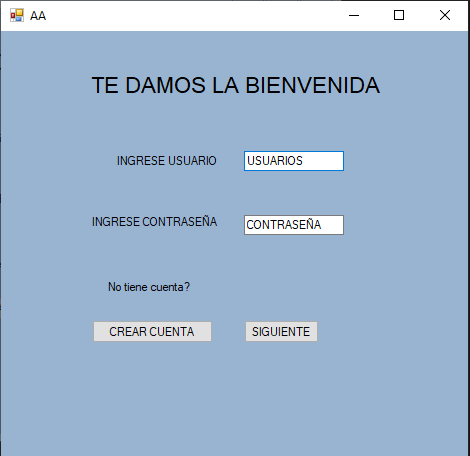 AA
TE DAMOS LA BIENVENIDA
INGRESE USUARIO USUARIOS
INGRESE CONTRASEÑA CONTRASEÑA
No tiene cuenta?
CREAR CUENTA SIGUIENTE